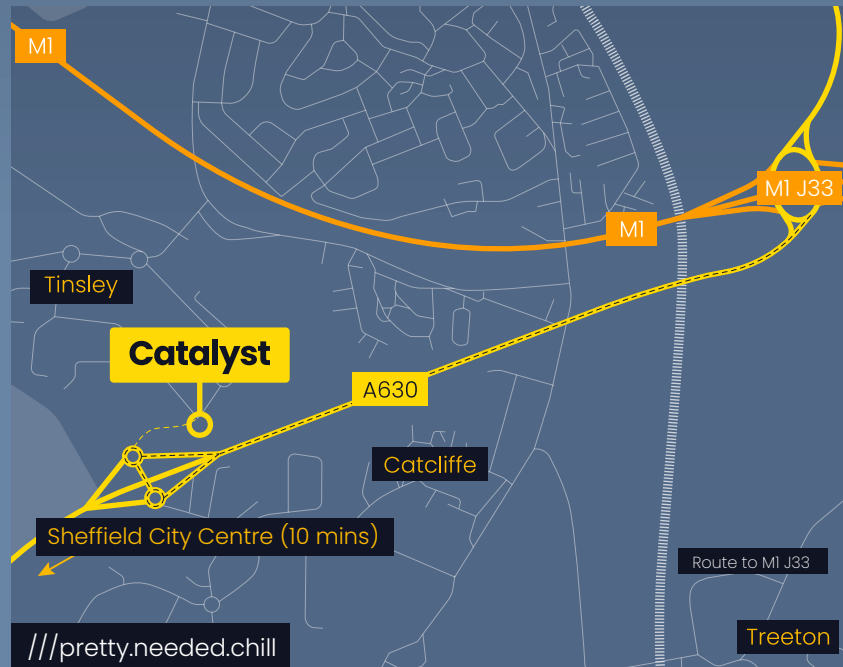 M1
M1 J33
M1
Tinsley
Catalyst
A630
Catcliffe
Sheffield City Centre (10 mins)
Route to M1 J33
Treeton
///pretty.needed.chill